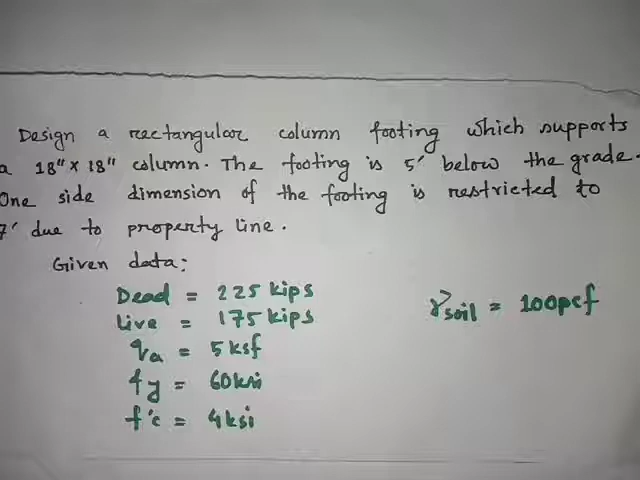 Design a rectangular column footing which supports
a 18" x 18" column. The footing is 5' below the grade.
One side dimension of the footing is restricted to
7' due to property line.
Given data:
Dead = 225 kips
Live = 175 kips
γsoil = 100pcf
qa = 5ksf
fy = 60ksi
f'c = 4ksi